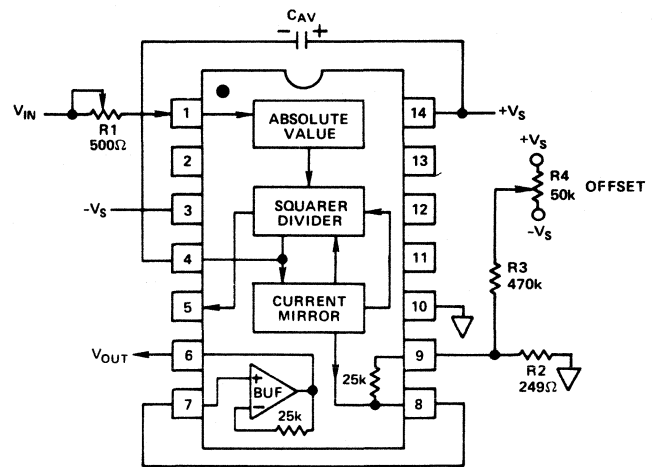 CAV
− +
VIN
R1
500Ω
1
2
3
4
5
6
7
−VS
VOUT
ABSOLUTE
VALUE
SQUARER
DIVIDER
CURRENT
MIRROR
+
BUF
−
25k
25k
14
13
12
11
10
9
8
+VS
+VS
R4
50k
OFFSET
−VS
R3
470k
R2
249Ω